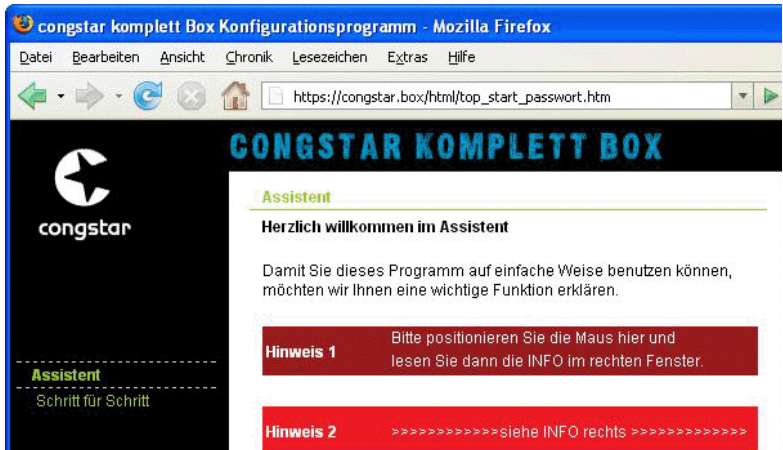 congstar komplett Box Konfigurationsprogramm - Mozilla Firefox
Datei Bearbeiten Ansicht Chronik Lesezeichen Extras Hilfe
https://congstar.box/html/top_start_passwort.htm
CONGSTAR KOMPLETT BOX
congstar
Assistent
Schritt für Schritt
Assistent
Herzlich willkommen im Assistent
Damit Sie dieses Programm auf einfache Weise benutzen können,
möchten wir Ihnen eine wichtige Funktion erklären.
Hinweis 1
Bitte positionieren Sie die Maus hier und
lesen Sie dann die INFO im rechten Fenster.
Hinweis 2
>>>>>>>>>>>>siehe INFO rechts >>>>>>>>>>>>>